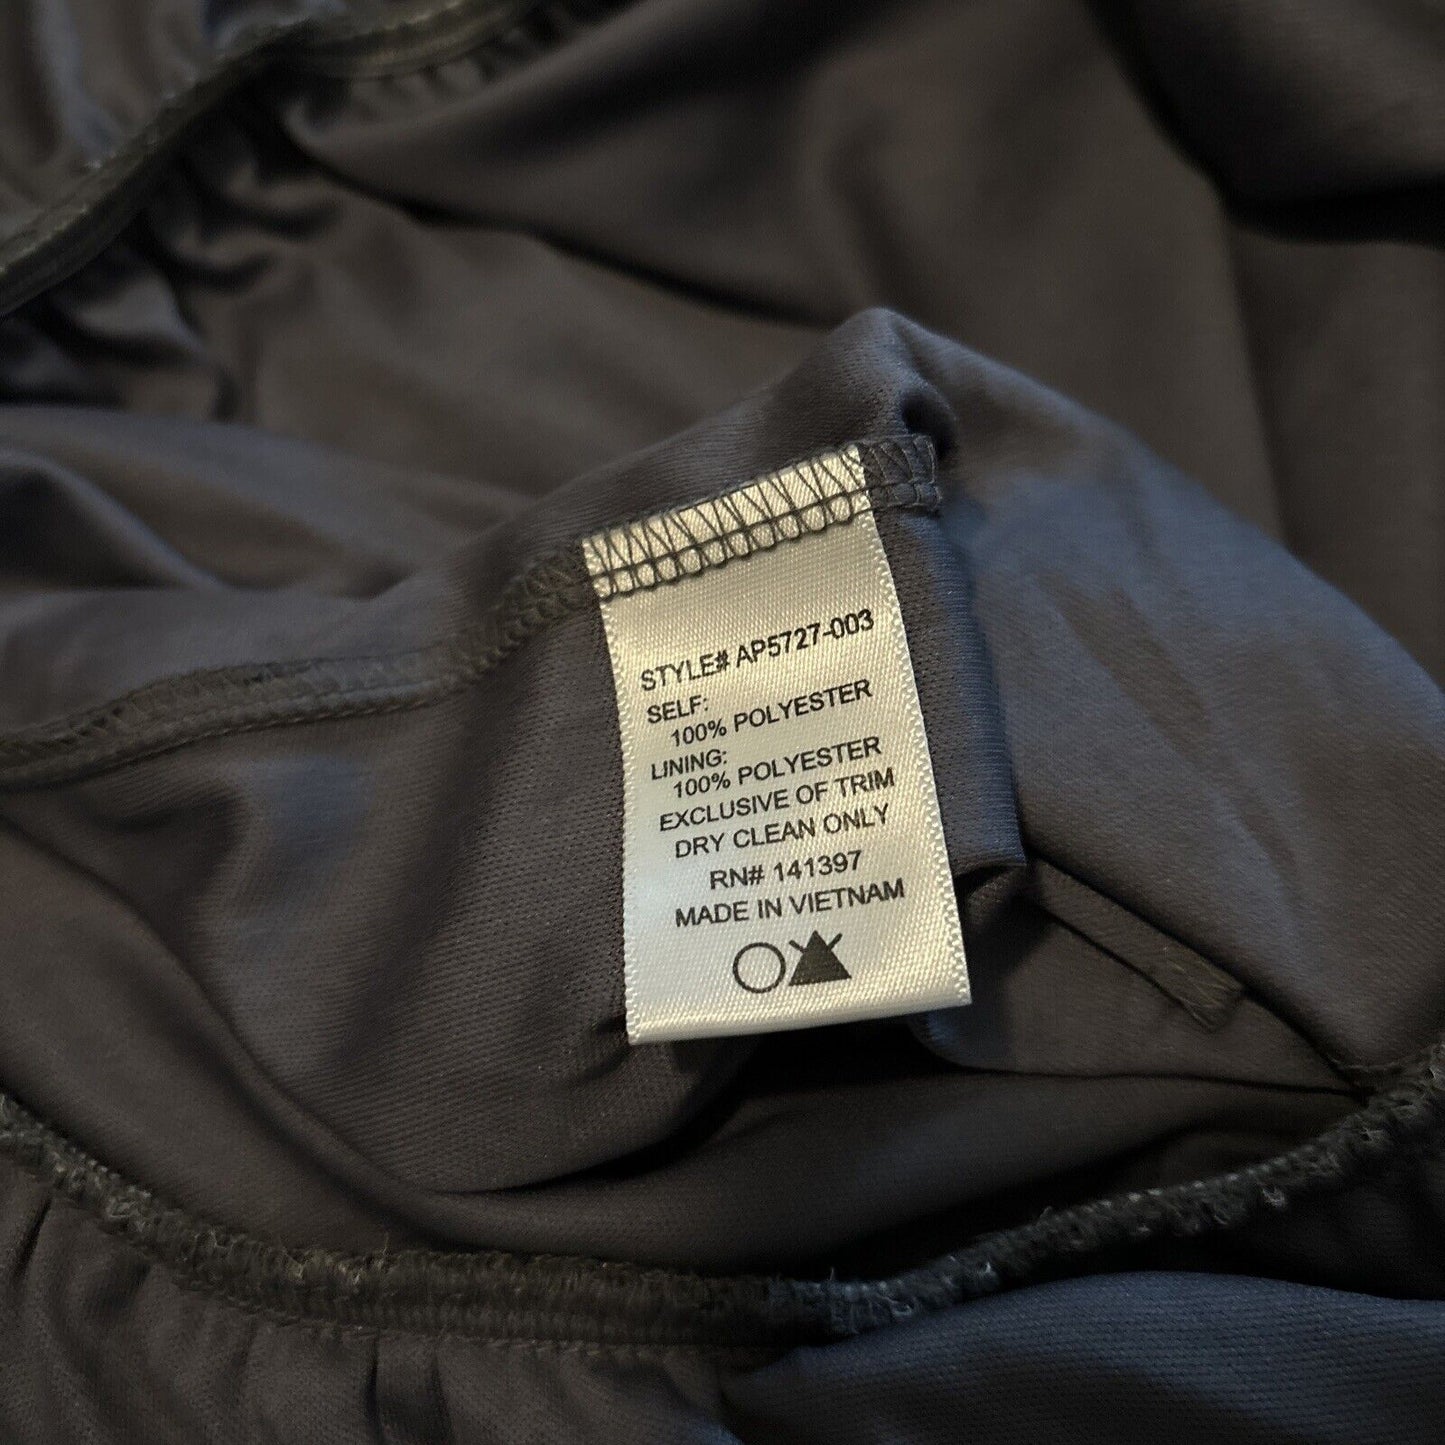 STYLE# AP5727-003
SELF:
100% POLYESTER
LINING:
100% POLYESTER
EXCLUSIVE OF TRIM
DRY CLEAN ONLY
RN# 141397
MADE IN VIETNAM